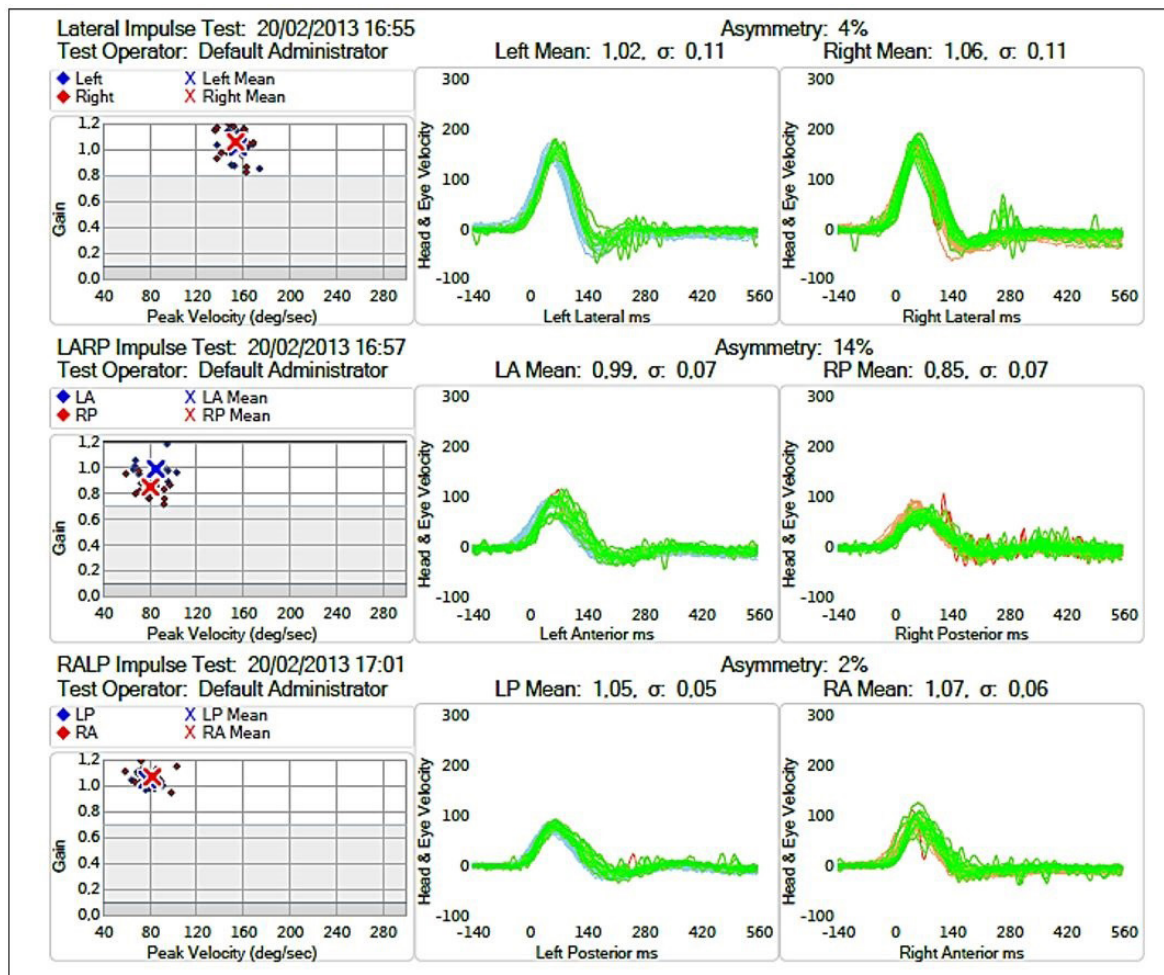 Lateral Impulse Test: 20/02/2013 16:55
Test Operator: Default Administrator
Asymmetry: 4%
Left Mean: 1,02, σ: 0,11
Right Mean: 1,06, σ: 0,11
Left X Left Mean
Right X Right Mean
Gain
1,2
1,0
0,8
0,6
0,4
0,2
0,0
40 80 120 160 200 240 280
Peak Velocity (deg/sec)
Head & Eye Velocity
300
200
100
0
-100
-140 0 140 280 420 560
Left Lateral ms
Head & Eye Velocity
300
200
100
0
-100
-140 0 140 280 420 560
Right Lateral ms
LARP Impulse Test: 20/02/2013 16:57
Test Operator: Default Administrator
Asymmetry: 14%
LA Mean: 0,99, σ: 0,07
RP Mean: 0,85, σ: 0,07
LA X LA Mean
RP X RP Mean
Gain
1,2
1,0
0,8
0,6
0,4
0,2
0,0
40 80 120 160 200 240 280
Peak Velocity (deg/sec)
Head & Eye Velocity
300
200
100
0
-100
-140 0 140 280 420 560
Left Anterior ms
Head & Eye Velocity
300
200
100
0
-100
-140 0 140 280 420 560
Right Posterior ms
RALP Impulse Test: 20/02/2013 17:01
Test Operator: Default Administrator
Asymmetry: 2%
LP Mean: 1,05, σ: 0,05
RA Mean: 1,07, σ: 0,06
LP X LP Mean
RA X RA Mean
Gain
1,2
1,0
0,8
0,6
0,4
0,2
0,0
40 80 120 160 200 240 280
Peak Velocity (deg/sec)
Head & Eye Velocity
300
200
100
0
-100
-140 0 140 280 420 560
Left Posterior ms
Head & Eye Velocity
300
200
100
0
-100
-140 0 140 280 420 560
Right Anterior ms